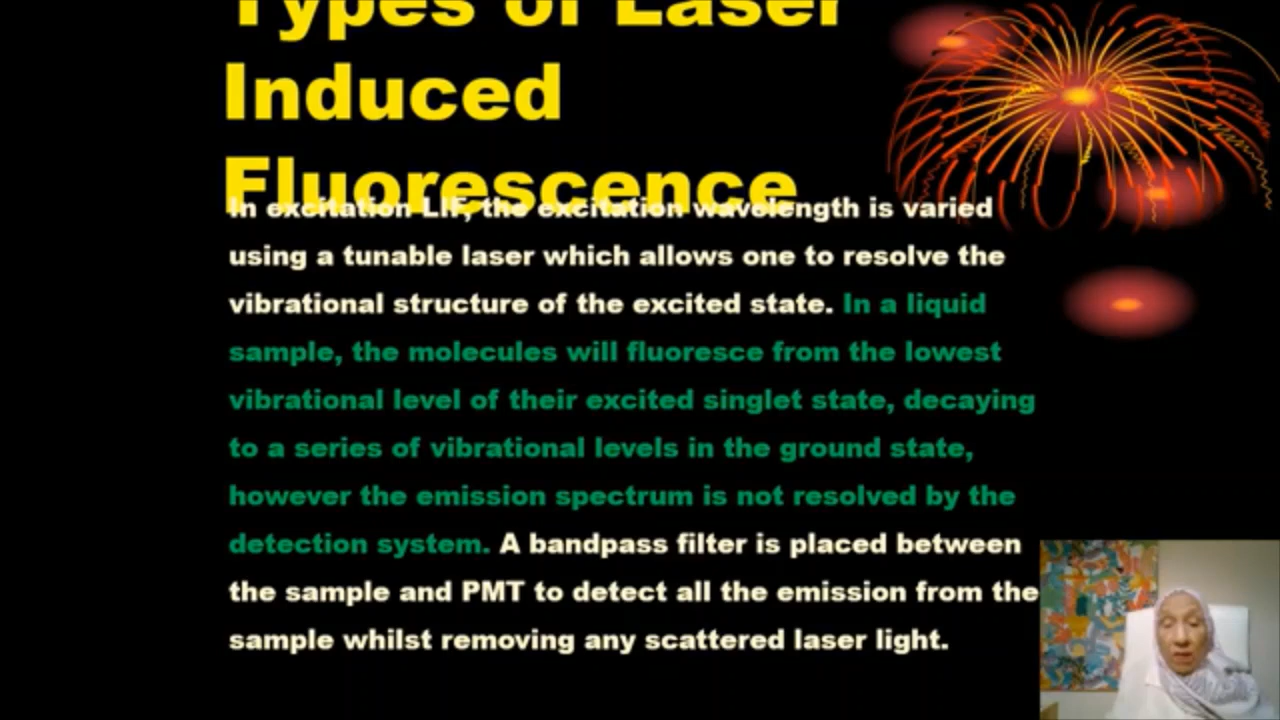 Types of Laser
Induced
Fluorescence
In excitation LIF, the excitation wavelength is varied
using a tunable laser which allows one to resolve the
vibrational structure of the excited state. In a liquid
sample, the molecules will fluoresce from the lowest
vibrational level of their excited singlet state, decaying
to a series of vibrational levels in the ground state,
however the emission spectrum is not resolved by the
detection system. A bandpass filter is placed between
the sample and PMT to detect all the emission from the
sample whilst removing any scattered laser light.